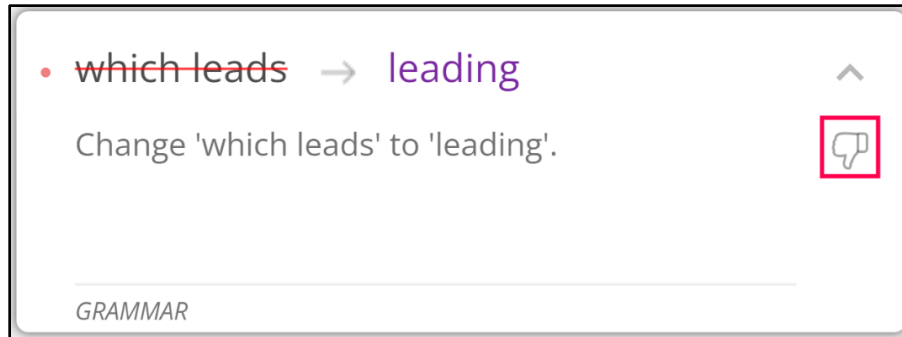 which leads → leading
Change 'which leads' to 'leading'.
GRAMMAR